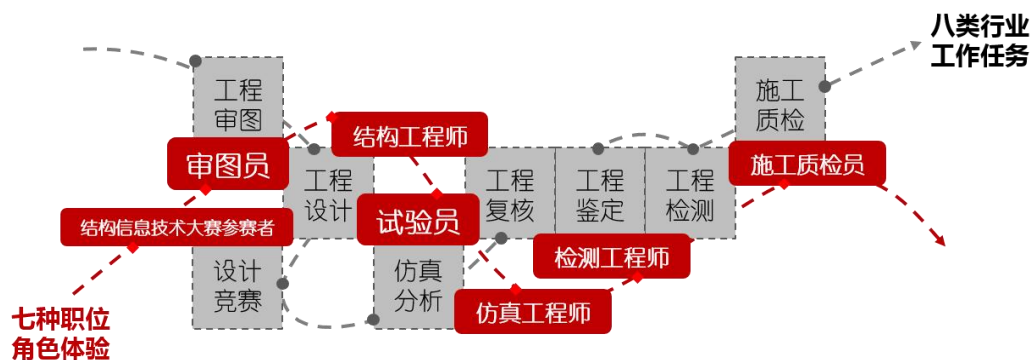 八类行业
工作任务
工程
审图
施工
质检
结构工程师
审图员
施工质检员
工程
设计
工程
复核
工程
鉴定
工程
检测
试验员
结构信息技术大赛参赛者
检测工程师
设计
竞赛
仿真
分析
仿真工程师
七种职位
角色体验